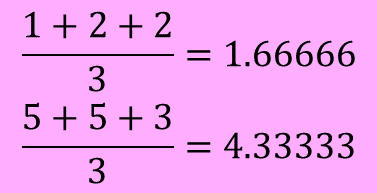 1 + 2 + 2
3
= 1.66666
5 + 5 + 3
3
= 4.33333